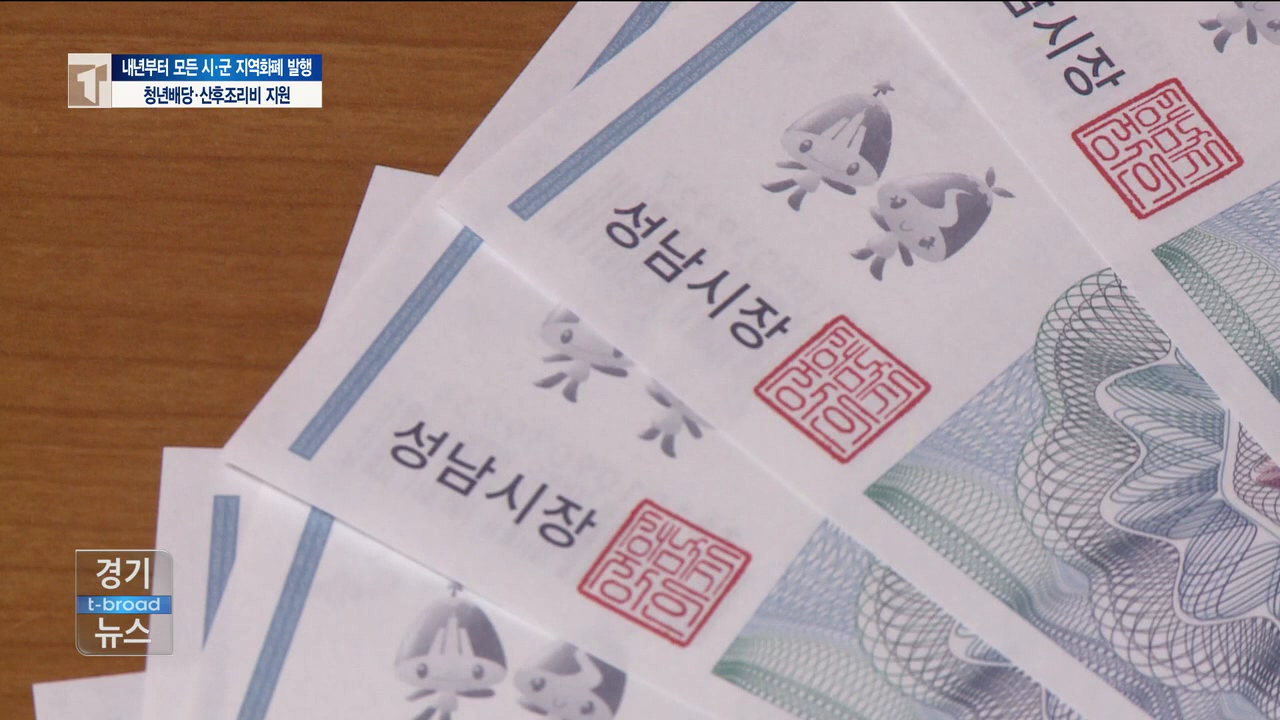 내년부터 모든 시·군 지역화폐 발행
청년배당·산후조리비 지원
남시장
성남시장
성남시장
경기
t-broad
뉴스